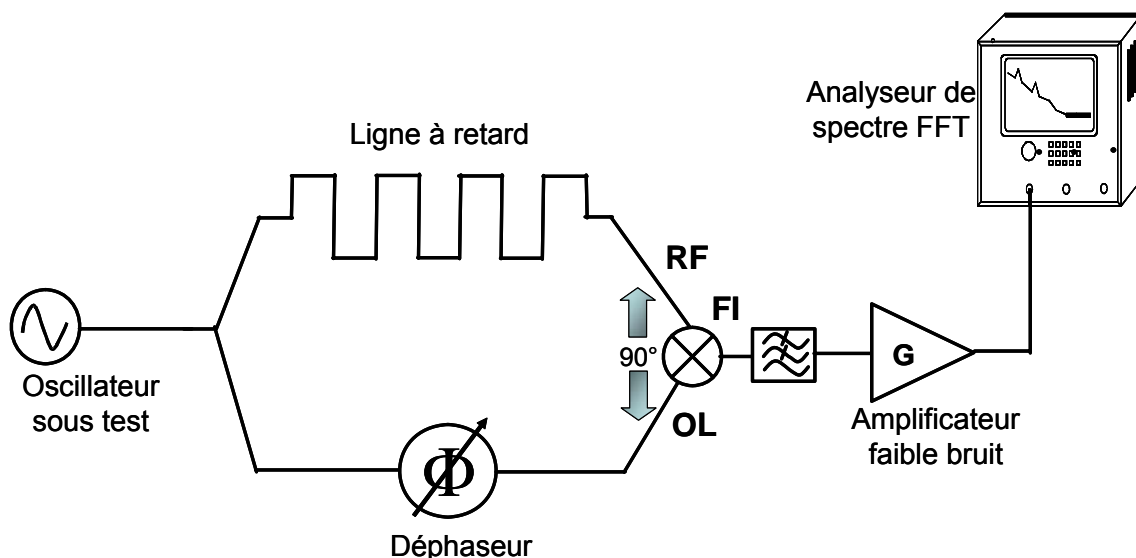 Analyseur de
spectre FFT
Ligne à retard
RF
FI
90°
G
Oscillateur
sous test
OL
Amplificateur
faible bruit
Φ
Déphaseur